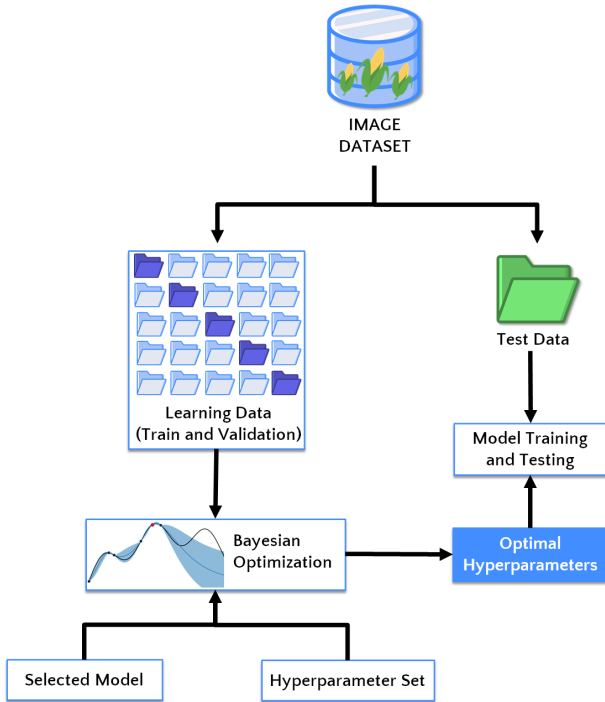 IMAGE
DATASET
Learning Data
(Train and Validation)
Test Data
Model Training
and Testing
Bayesian
Optimization
Optimal
Hyperparameters
Selected Model
Hyperparameter Set